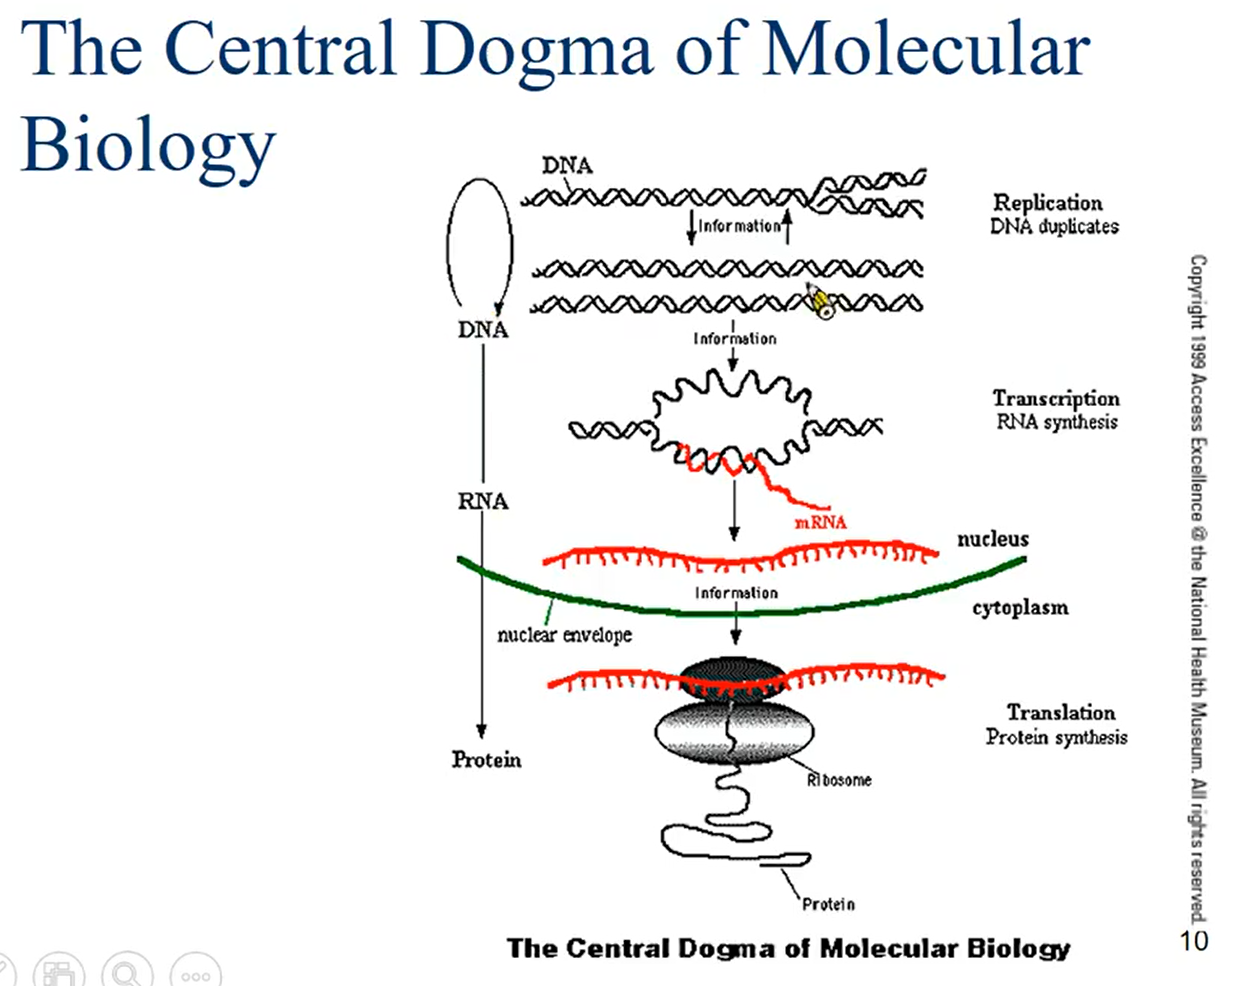 The Central Dogma of Molecular
Biology
DNA
Replication
DNA duplicates
Information
DNA
Information
Transcription
RNA synthesis
RNA
mRNA
nucleus
Information
cytoplasm
nuclear envelope
Translation
Protein synthesis
Protein
Ribosome
Protein
The Central Dogma of Molecular Biology
Copyright 1999 Access Excellence @ the National Health Museum. All rights reserved.
10